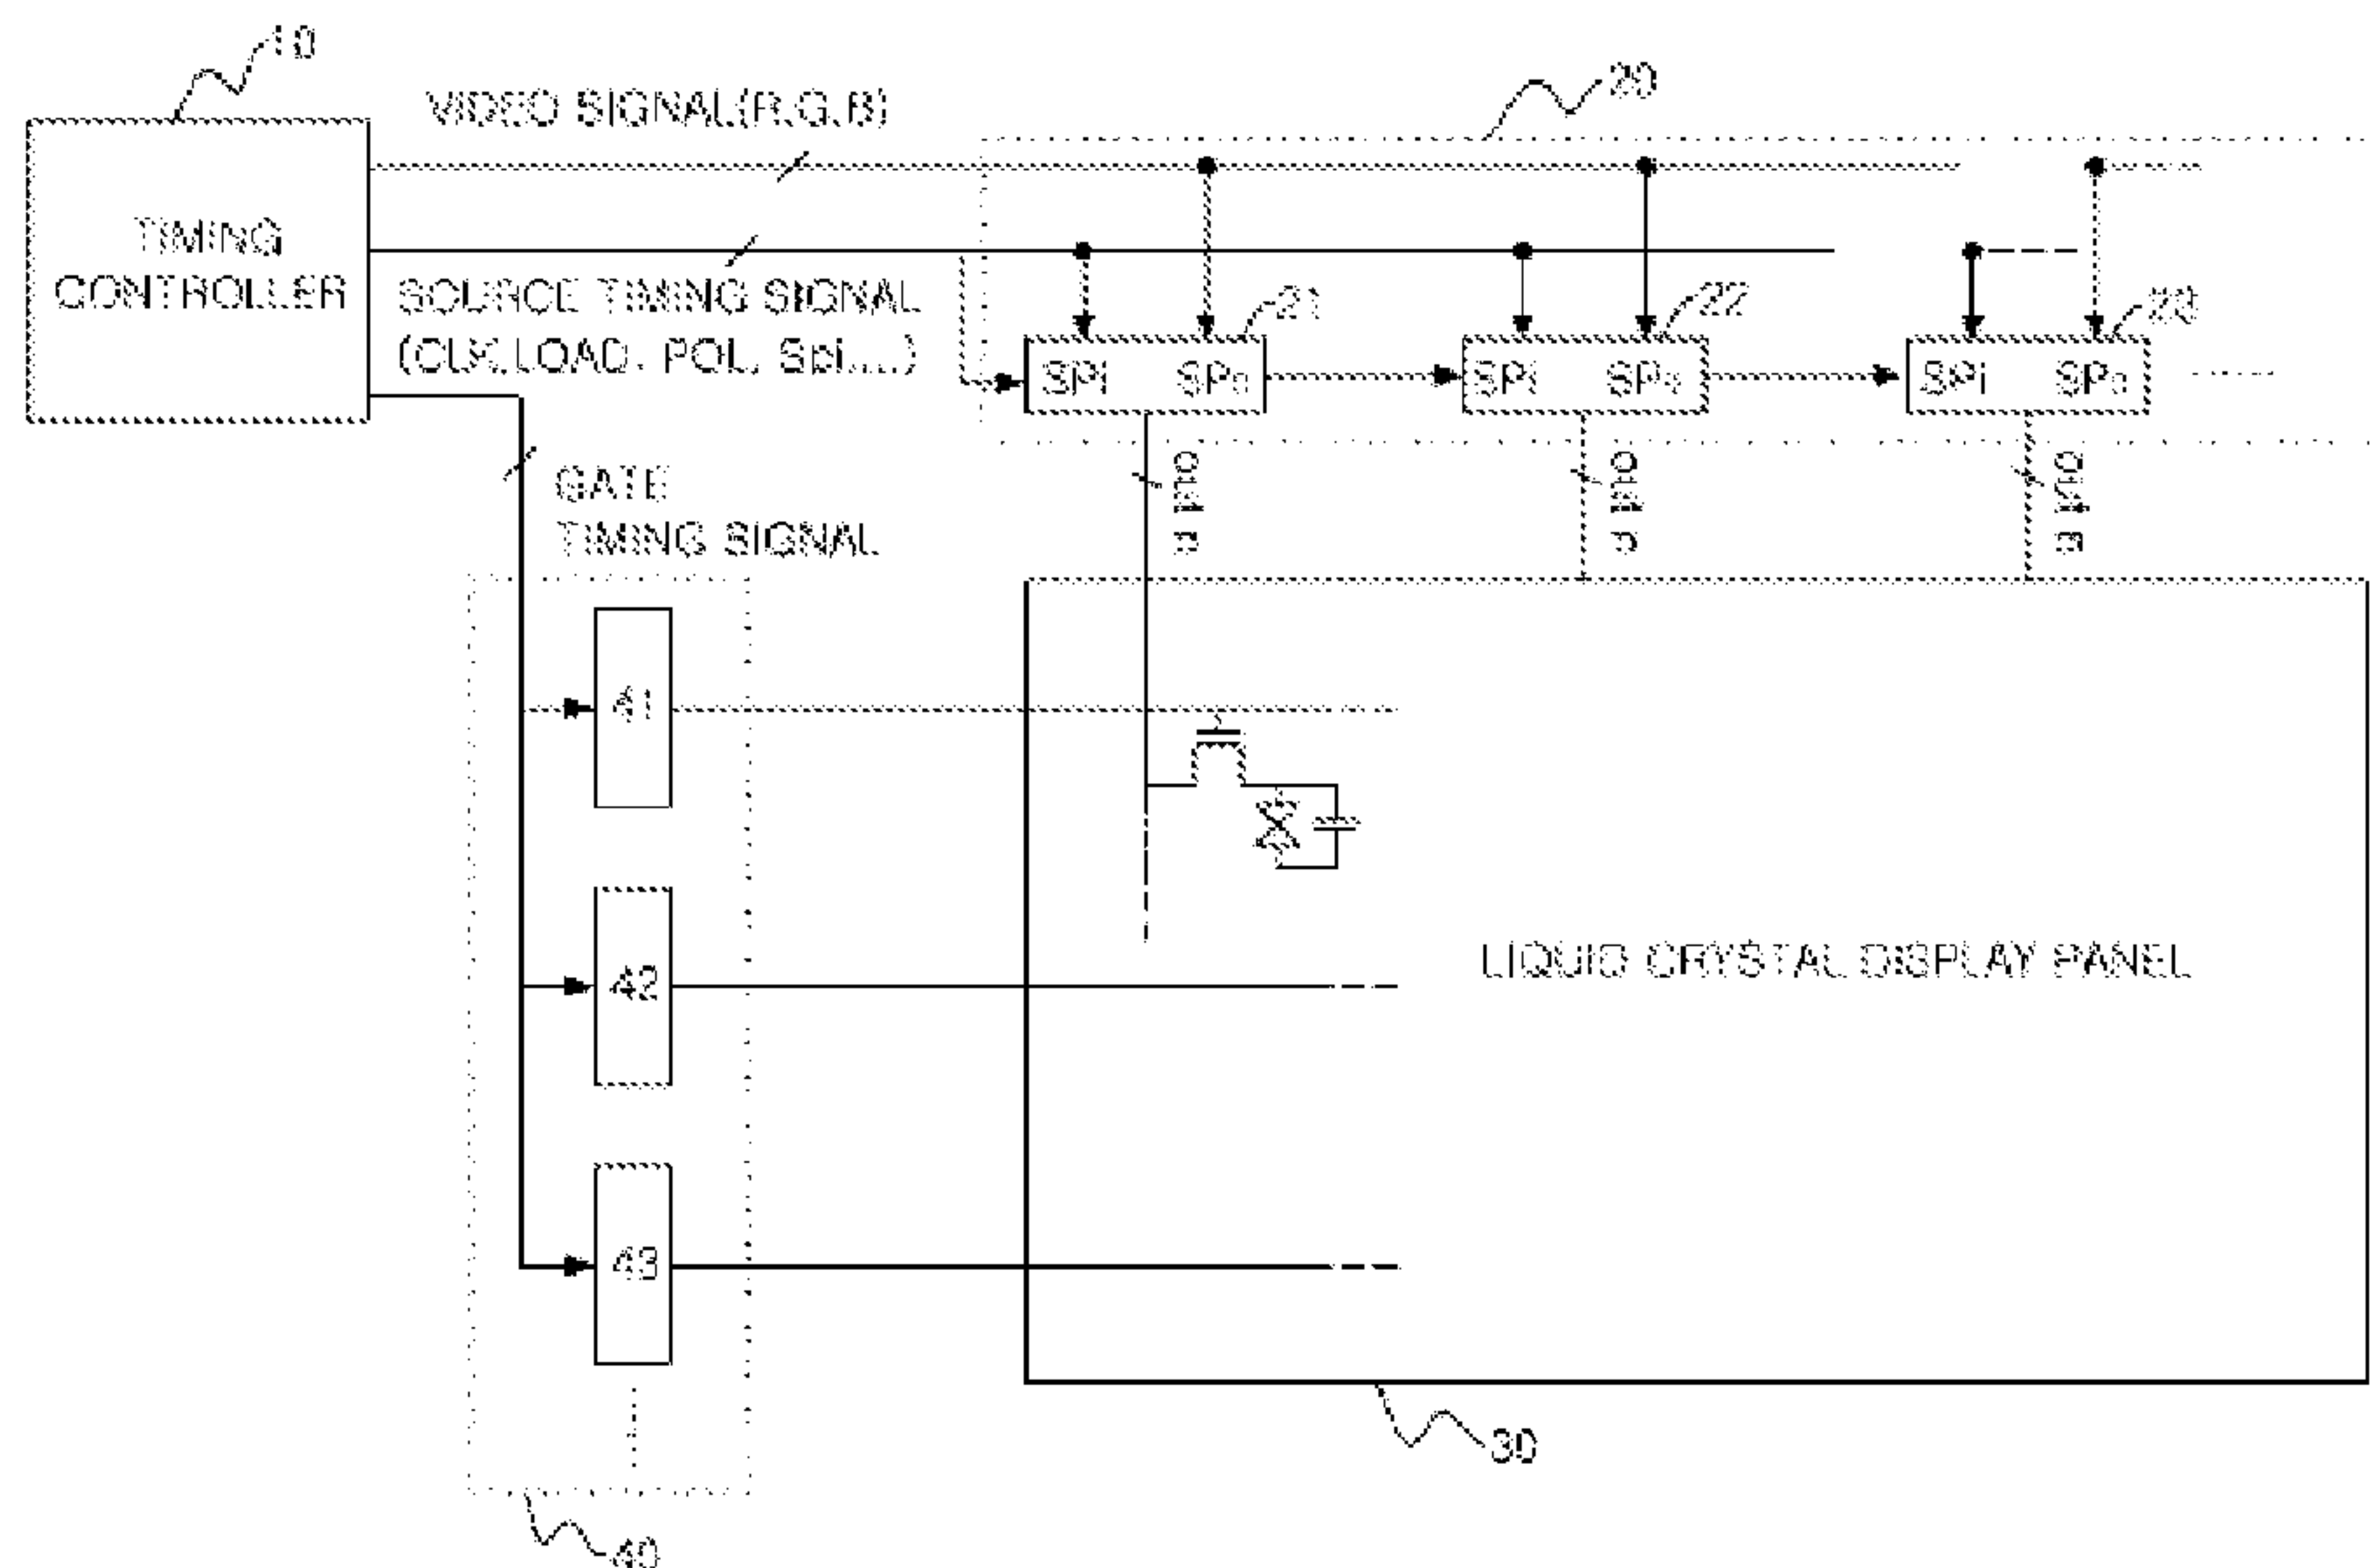 10
VIDEO SIGNAL(R.G.B)
20
TIMING
CONTROLLER
SOURCE TIMING SIGNAL
(CLK,LOAD, POL, Spi,...)
21
22
23
SPi SPo
SPi SPo
SPi SPo
GATE
TIMING SIGNAL
41
42
LIQUID CRYSTAL DISPLAY PANEL
43
30
40